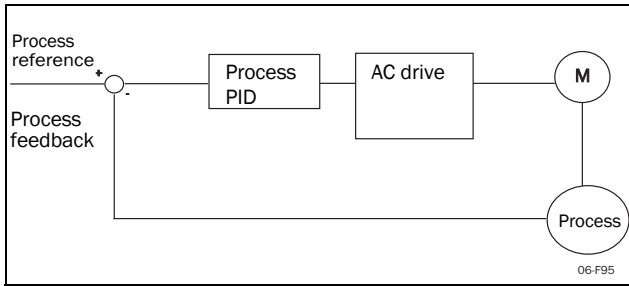 Process
reference
+
-
Process
feedback
Process
PID
AC drive
M
Process
06-F95